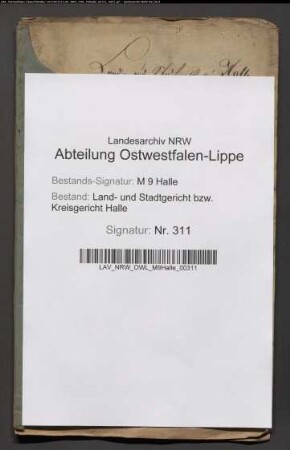 Landesarchiv NRW
Abteilung Ostwestfalen-Lippe
Bestands-Signatur: M 9 Halle
Bestand: Land- und Stadtgericht bzw.
Kreisgericht Halle
Signatur: Nr. 311
LAV_NRW_OWL_M9Halle_00311